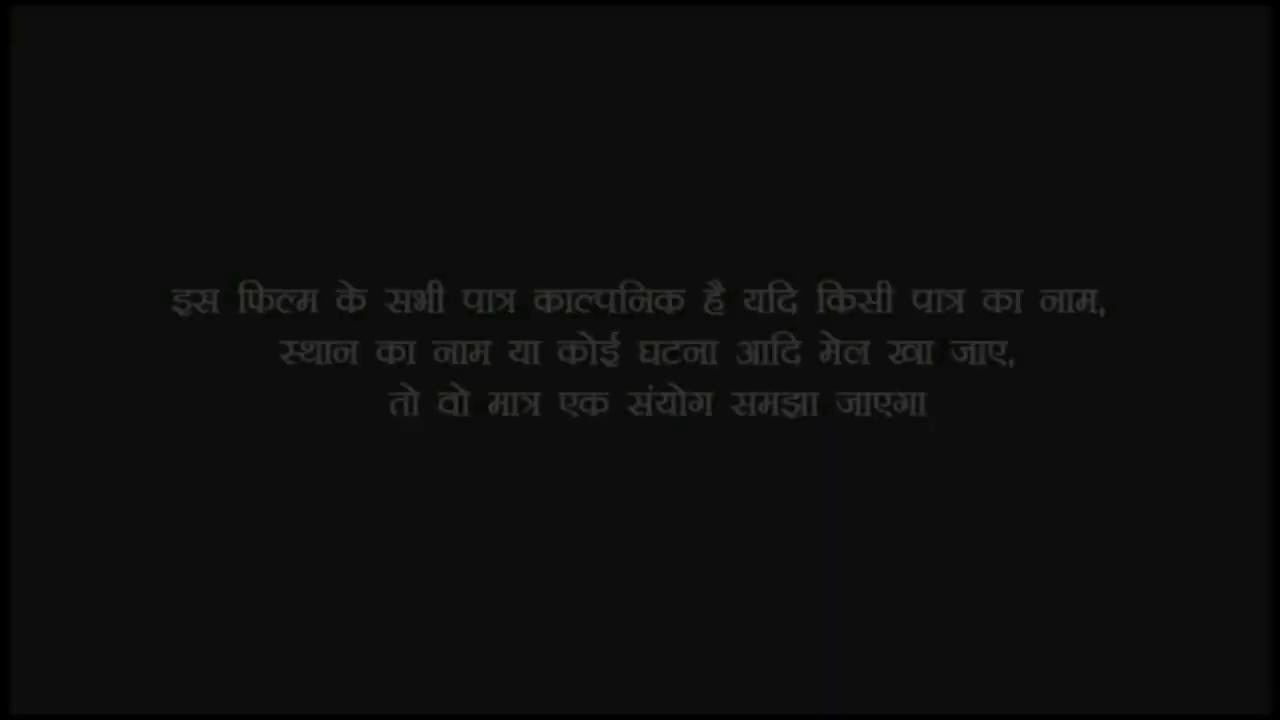 इस फिल्म के सभी पात्र काल्पनिक है यदि किसी पात्र का नाम,
स्थान का नाम या कोई घटना आदि मेल खा जाए,
तो वो मात्र एक संयोग समझा जाएगा